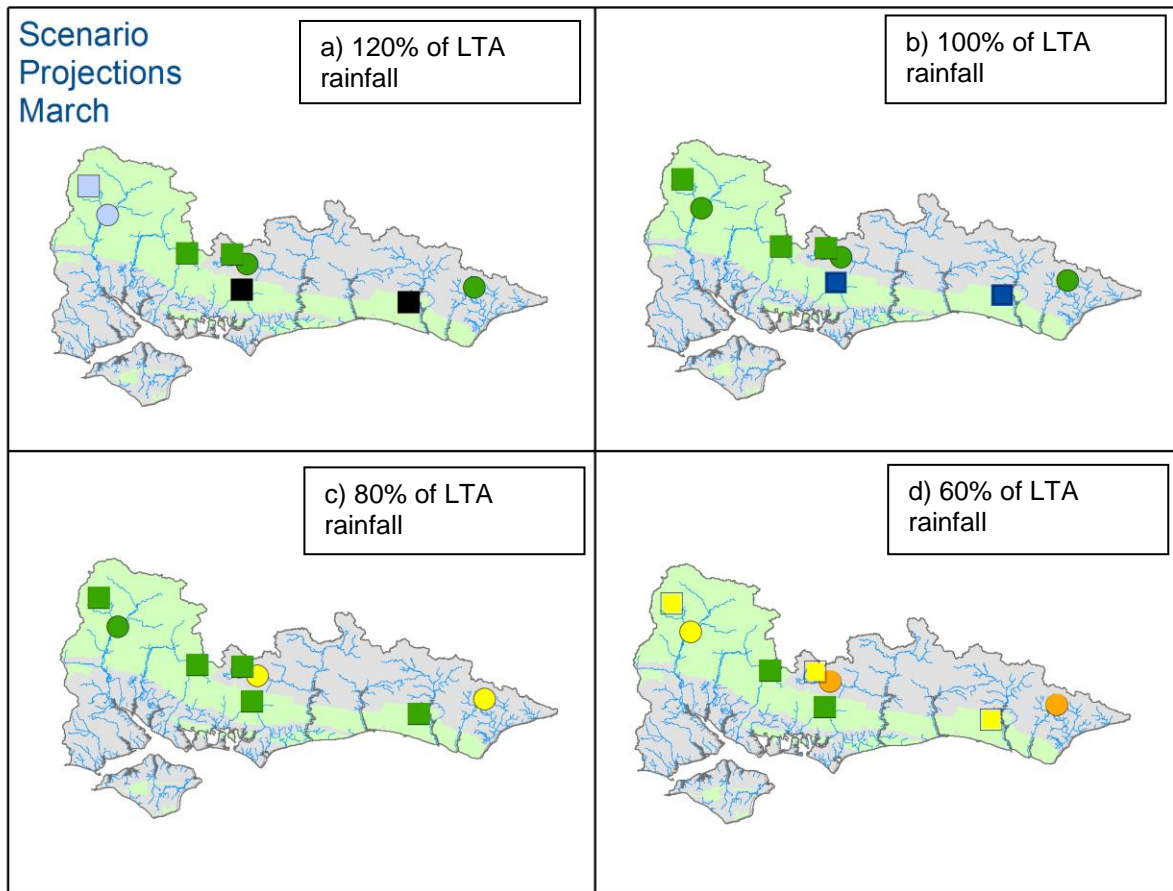 Scenario
Projections
March
a) 120% of LTA
rainfall
b) 100% of LTA
rainfall
c) 80% of LTA
rainfall
d) 60% of LTA
rainfall